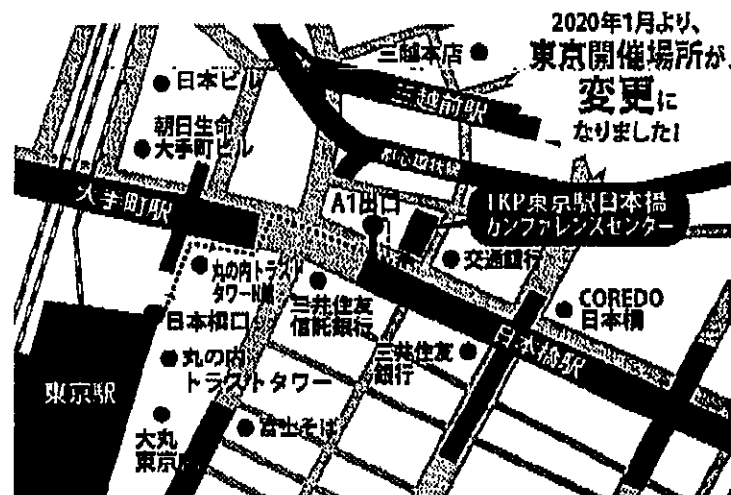 2020年1月より、
東京開催場所が、
変更に
なりました!
三越本店
日本ビル
三越前駅
朝日生命
大手町ビル
首都高速
大手町駅
A1出口
TKP東京駅日本橋
カンファレンスセンター
丸の内トラスト
タワーN館
三井住友
信託銀行
交通銀行
COREDO
日本橋
日本橋口
日本橋駅
三井住友
銀行
丸の内
トラストタワー
東京駅
大丸
東京店
富士そば